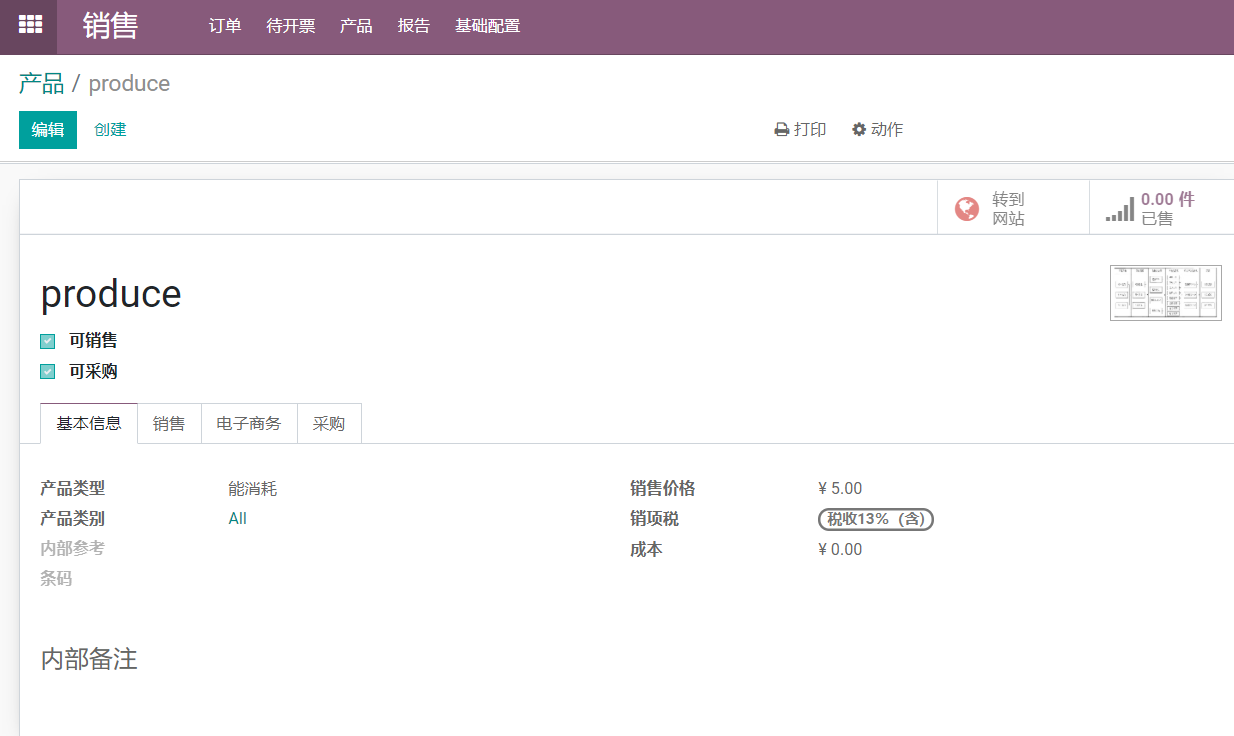 销售 订单 待开票 产品 报告 基础配置
产品 / produce
编辑 创建 打印 动作
转到
网站
0.00 件
已售
produce
可销售
可采购
基本信息 销售 电子商务 采购
产品类型 能消耗 销售价格 ¥ 5.00
产品类别 All 销项税 税收13%（含）
内部参考 成本 ¥ 0.00
条码
内部备注